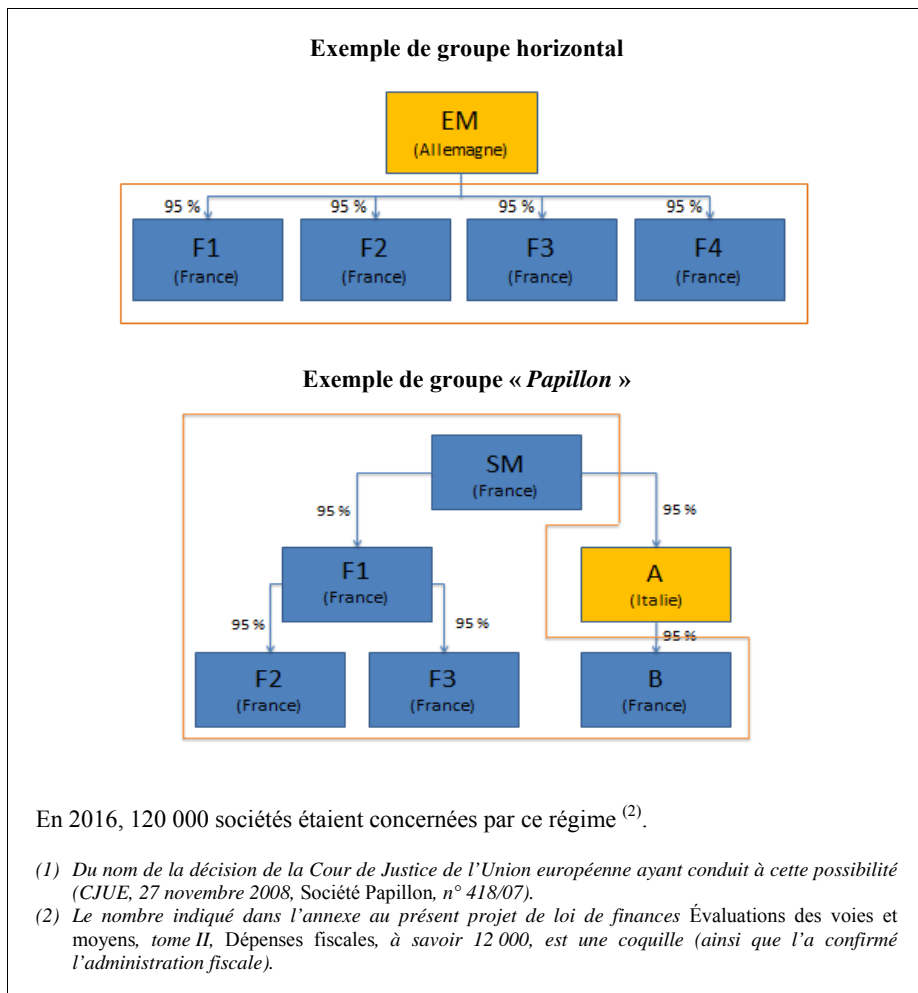 Exemple de groupe horizontal
EM
(Allemagne)
95 % 95 % 95 % 95 %
F1 F2 F3 F4
(France) (France) (France) (France)
Exemple de groupe « Papillon »
SM
(France)
95 % 95 %
F1 A
(France) (Italie)
95 % 95 % 95 %
F2 F3 B
(France) (France) (France)
En 2016, 120 000 sociétés étaient concernées par ce régime (2).
(1) Du nom de la décision de la Cour de Justice de l’Union européenne ayant conduit à cette possibilité
(CJUE, 27 novembre 2008, Société Papillon, n° 418/07).
(2) Le nombre indiqué dans l’annexe au présent projet de loi de finances Évaluations des voies et
moyens, tome II, Dépenses fiscales, à savoir 12 000, est une coquille (ainsi que l’a confirmé
l’administration fiscale).